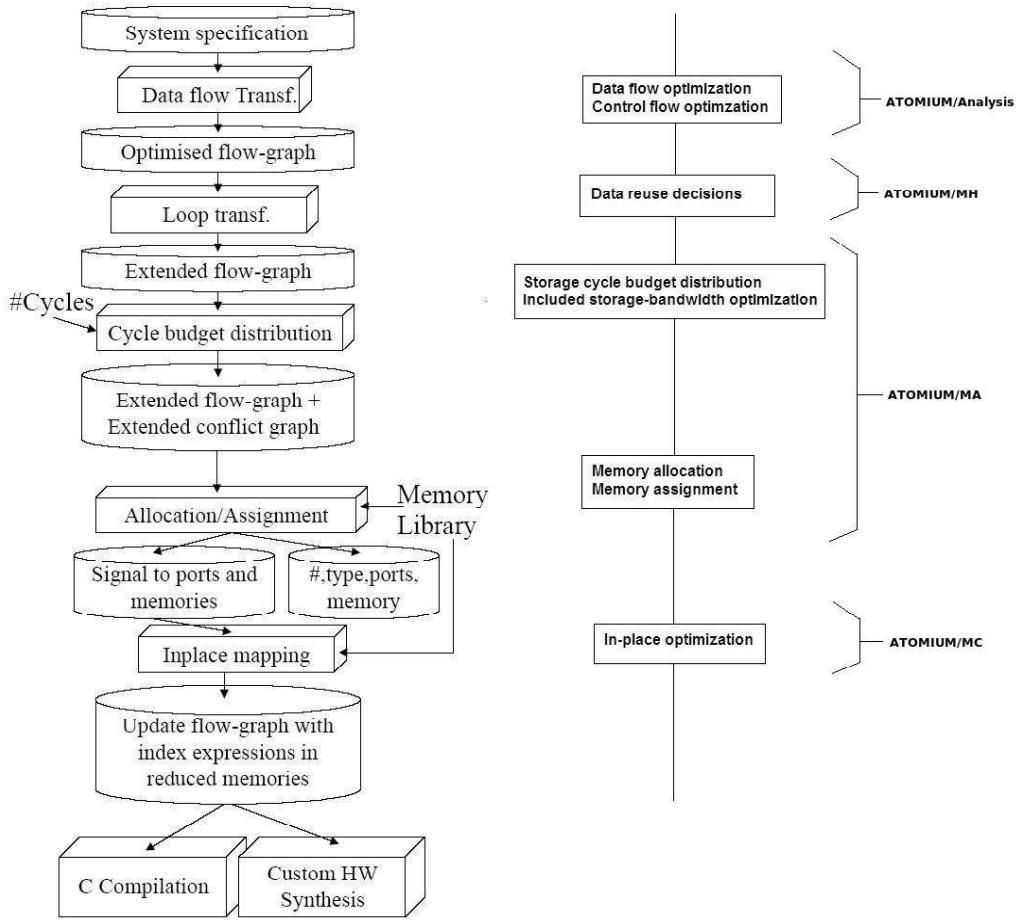 System specification
Data flow Transf.
Optimised flow-graph
Loop transf.
Extended flow-graph
#Cycles
Cycle budget distribution
Extended flow-graph +
Extended conflict graph
Memory
Library
Allocation/Assignment
Signal to ports and
memories
#,type,ports,
memory
Inplace mapping
Update flow-graph with
index expressions in
reduced memories
C Compilation
Custom HW
Synthesis
Data flow optimization
Control flow optimzation
ATOMIUM/Analysis
Data reuse decisions
ATOMIUM/MH
Storage cycle budget distribution
Included storage-bandwidth optimization
ATOMIUM/MA
Memory allocation
Memory assignment
In-place optimization
ATOMIUM/MC